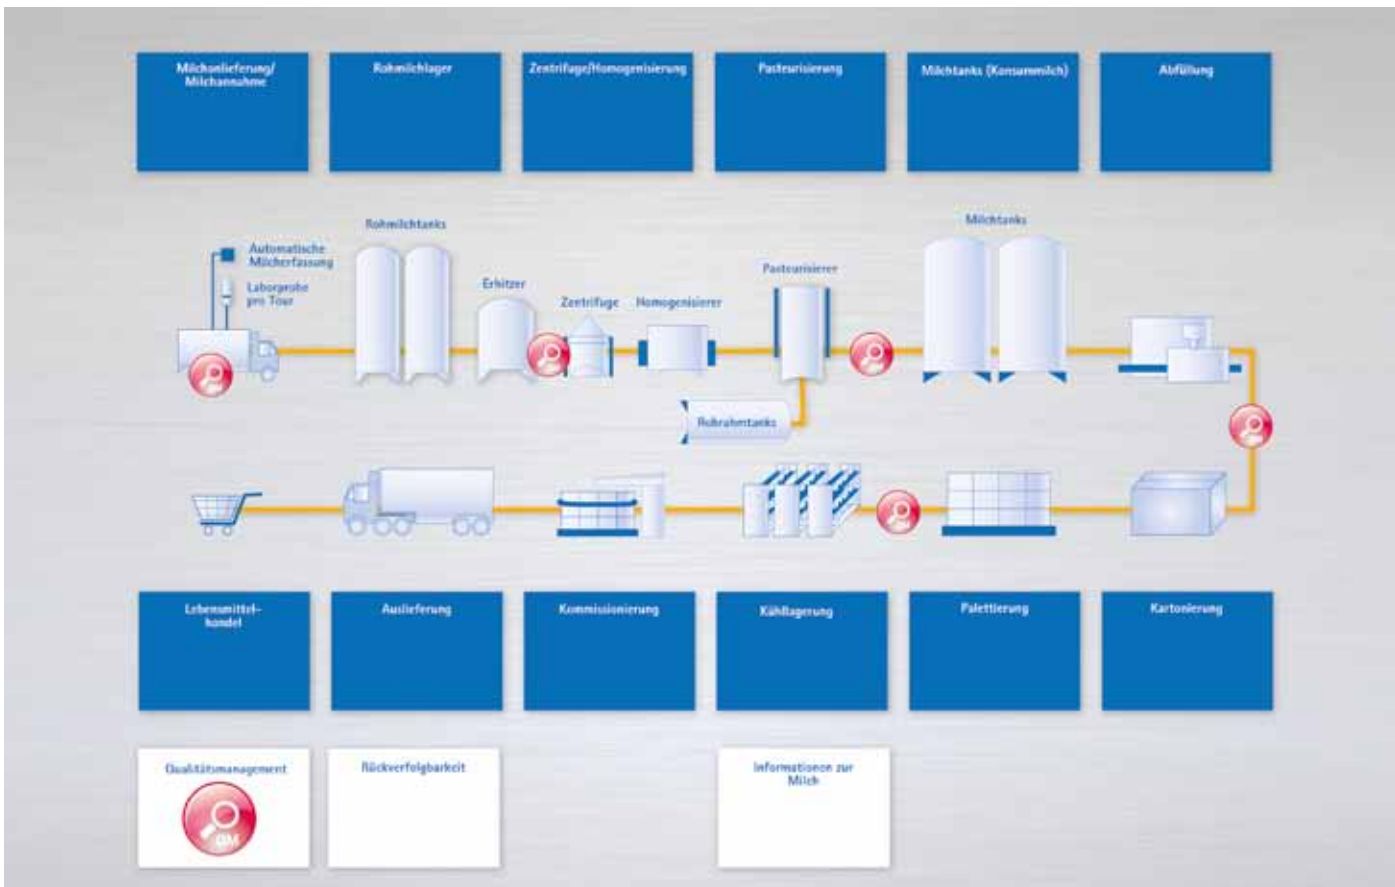 Milchanlieferung/
Milchannahme
Rohmilchlager
Zentrifuge/Homogenisierung
Pasteurisierung
Milchtanks (Konsummilch)
Abfüllung
Rohmilchtanks
Milchtanks
Automatische
Milcherfassung
Laborprobe
pro Tour
Erhitzer
Zentrifuge
Homogenisierer
Pasteurisierer
Rohrahmtanks
Lebensmittel-
handel
Auslieferung
Kommissionierung
Kühllagerung
Palettierung
Kartonierung
Qualitätsmanagement
QM
Rückverfolgbarkeit
Informationen zur
Milch